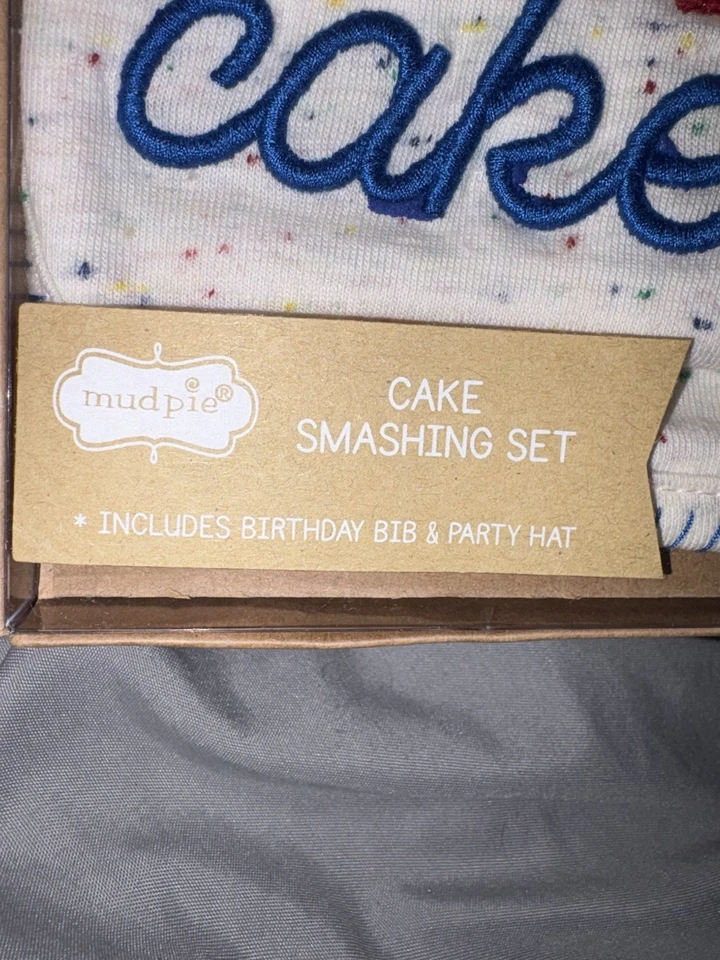 cake
mudpie®
CAKE
SMASHING SET
* INCLUDES BIRTHDAY BIB & PARTY HAT